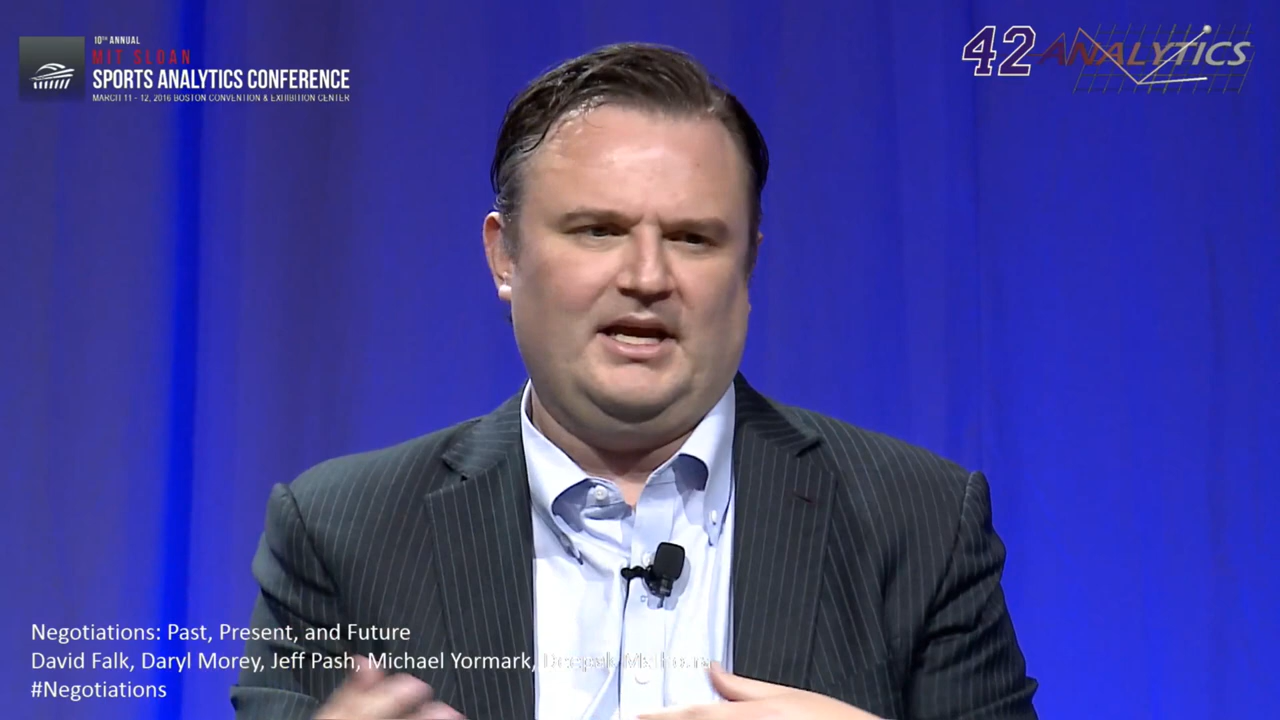 10TH ANNUAL
MIT SLOAN
SPORTS ANALYTICS CONFERENCE
MARCH 11 - 12, 2016 BOSTON CONVENTION & EXHIBITION CENTER
42 ANALYTICS
Negotiations: Past, Present, and Future
David Falk, Daryl Morey, Jeff Pash, Michael Yormark,
#Negotiations